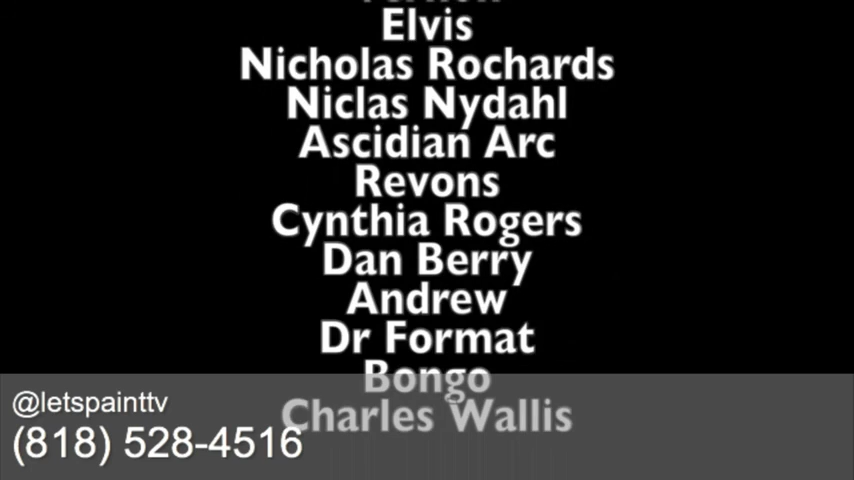 Elvis
Nicholas Rochards
Niclas Nydahl
Ascidian Arc
Revons
Cynthia Rogers
Dan Berry
Andrew
Dr Format
Bongo
Charles Wallis
@letspainttv
(818) 528-4516